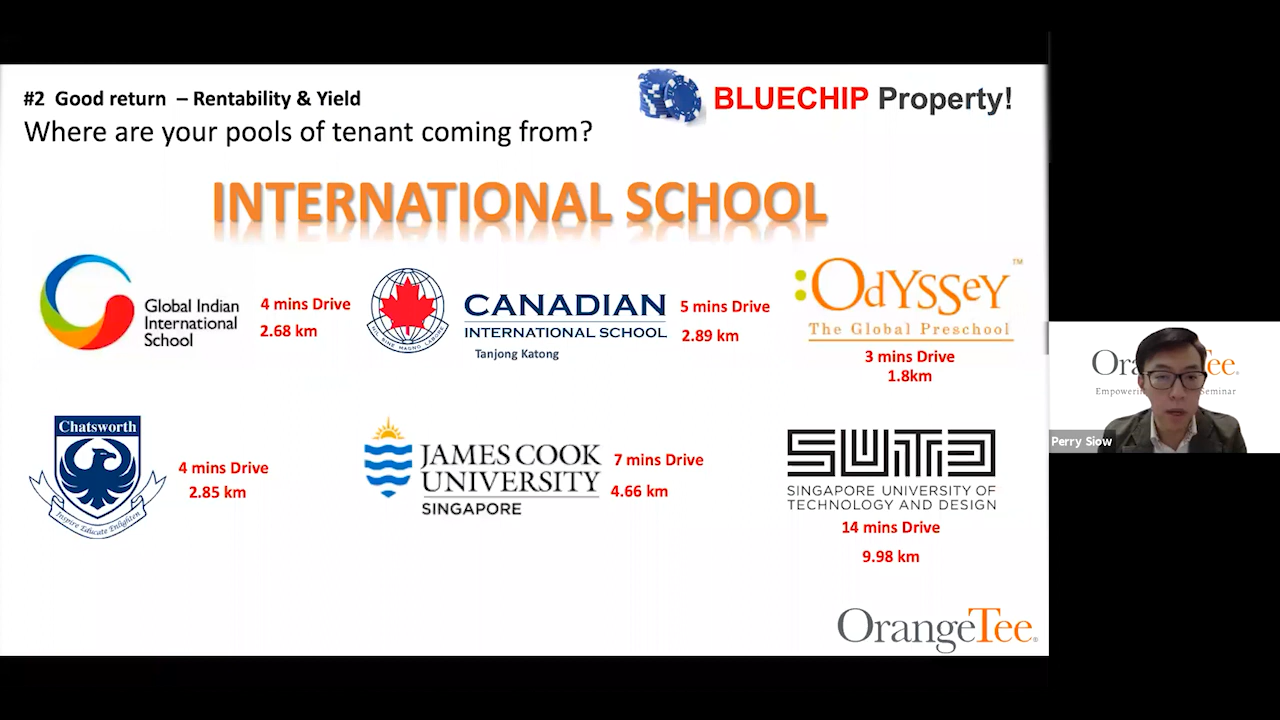 #2 Good return – Rentability & Yield
Where are your pools of tenant coming from?
BLUECHIP Property!
INTERNATIONAL SCHOOL
Global Indian
International
School
4 mins Drive
2.68 km
CANADIAN
INTERNATIONAL SCHOOL
Tanjong Katong
5 mins Drive
2.89 km
OdYSSeY™
The Global Preschool
3 mins Drive
1.8km
Chatsworth
Inspire Educate Enlighten
4 mins Drive
2.85 km
JAMES COOK
UNIVERSITY
SINGAPORE
7 mins Drive
4.66 km
SUTD
SINGAPORE UNIVERSITY OF
TECHNOLOGY AND DESIGN
14 mins Drive
9.98 km
OrangeTee®
Perry Siow